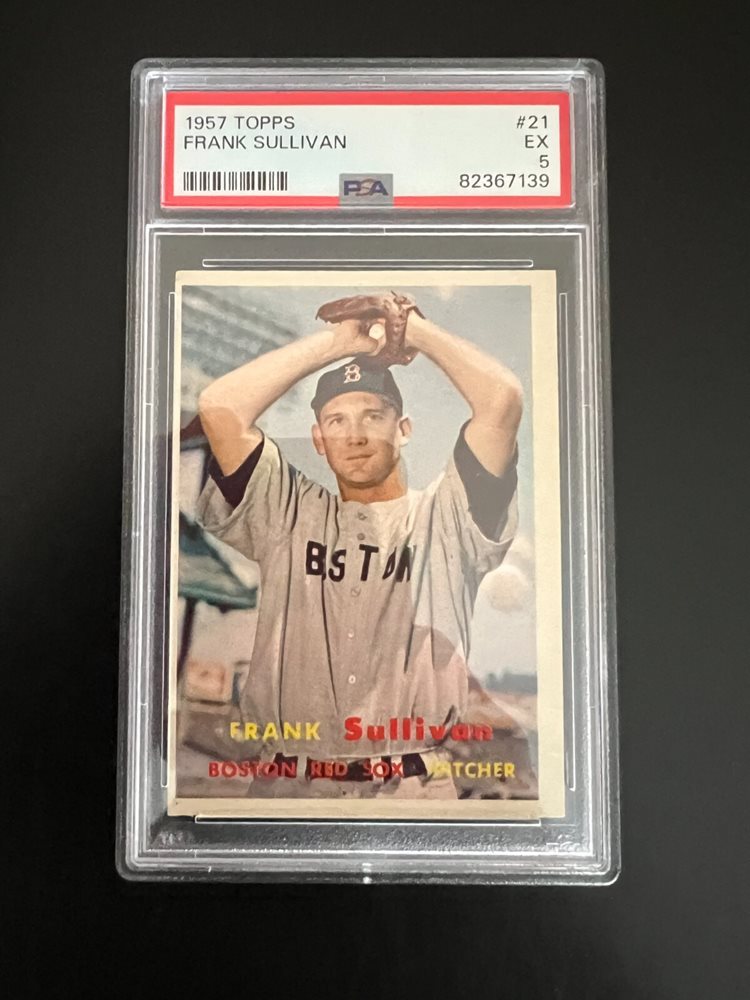 1957 TOPPS #21
FRANK SULLIVAN EX
5
PSA 82367139
B
BOSTON
FRANK Sullivan
BOSTON RED SOX PITCHER